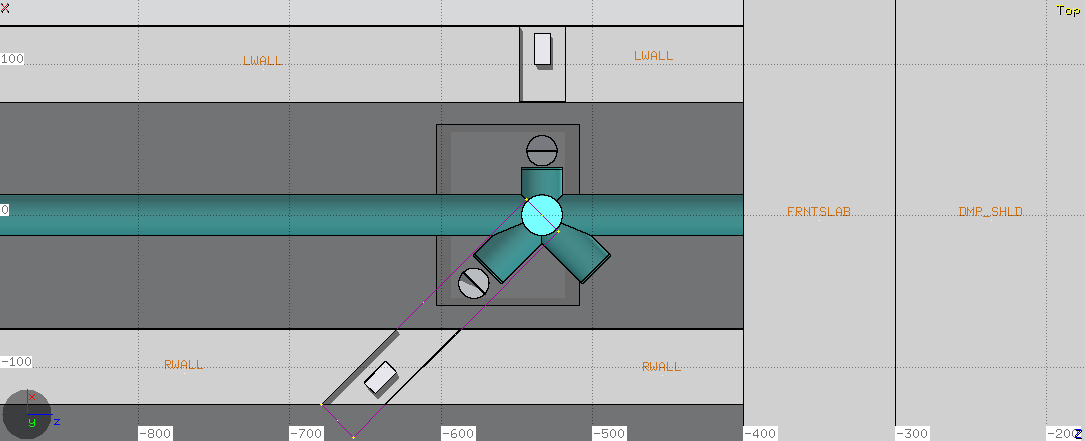 X
Top
100
LWALL
LWALL
0
FRNTSLAB
DMP_SHLD
-100
RWALL
RWALL
x
y
z
-800
-700
-600
-500
-400
-300
-200
Z